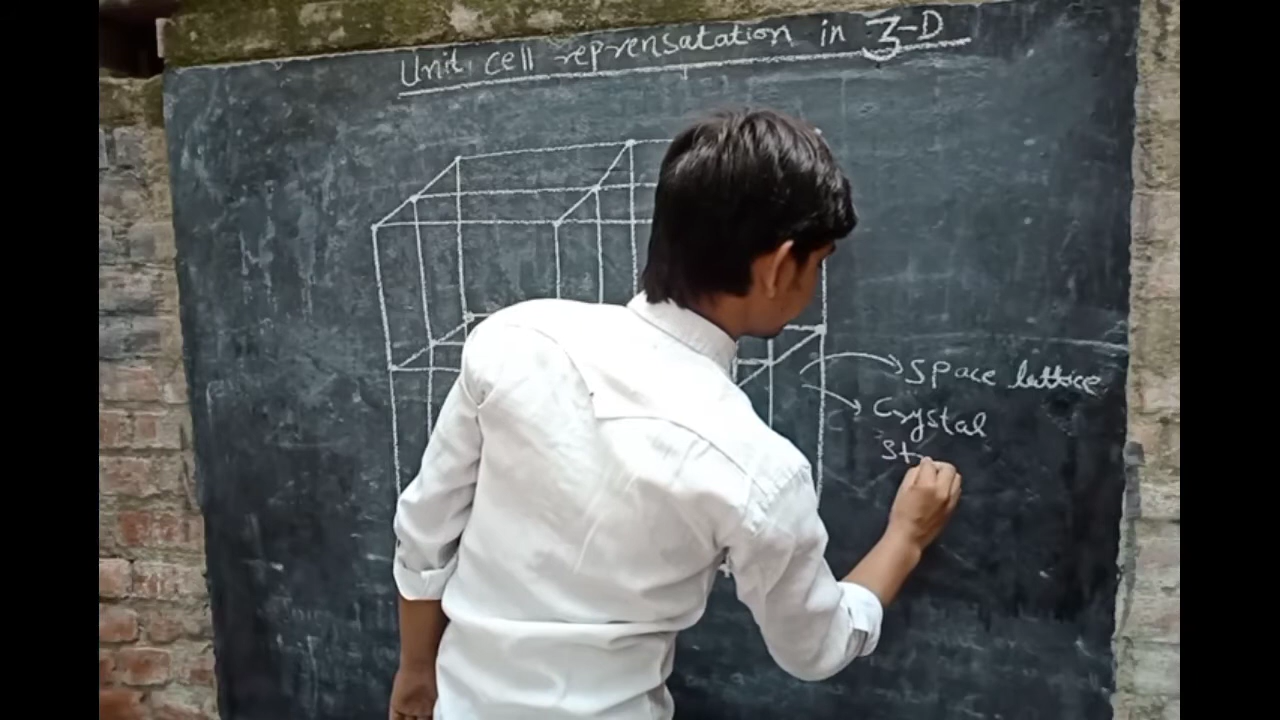 Unit cell reprensatation in 3-D
Space lattice
Crystal
St